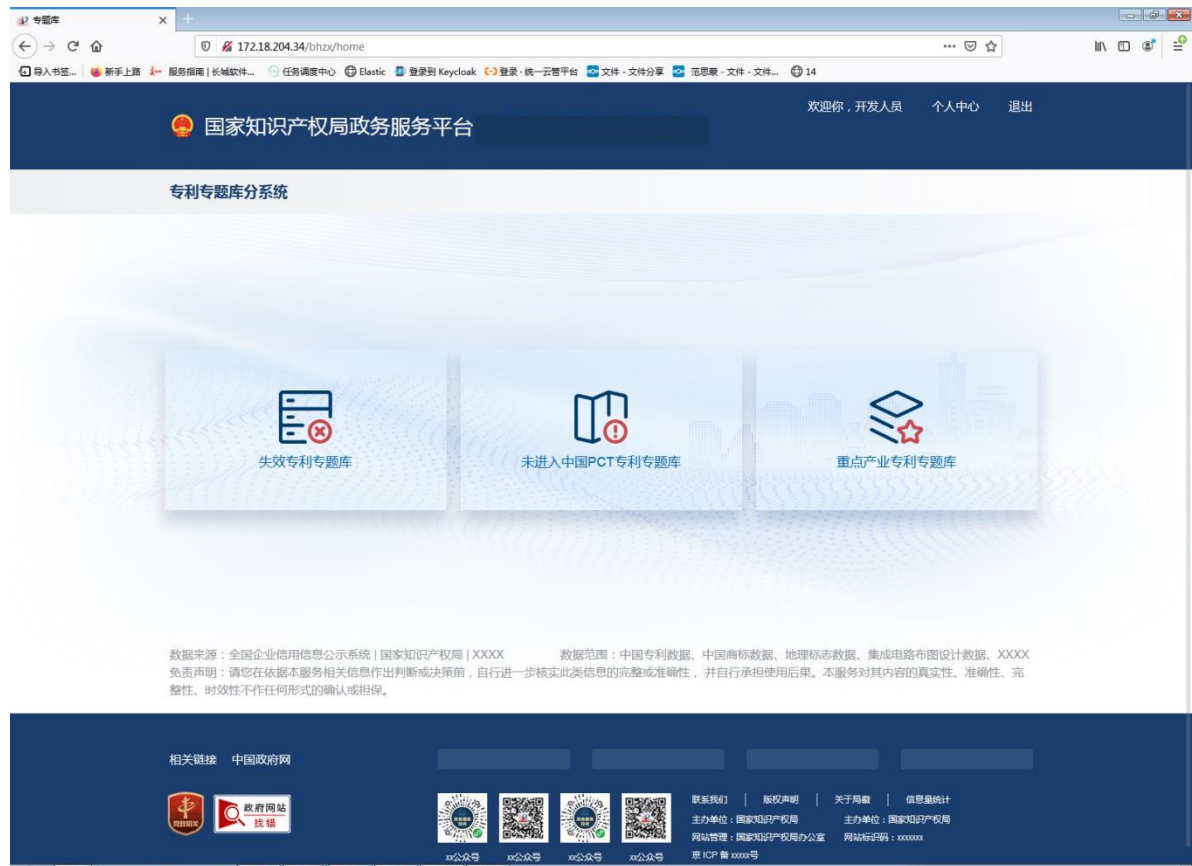 专题库
172.18.204.34/bhzx/home
导入书签... 火狐新手上路 服务指南 | 长城软件... 任务调度中心 Elastic 登录到 Keycloak 登录 · 统一云管平台 文件 - 文件分享 范思蒙 - 文件 - 文件... 14
欢迎你，开发人员 个人中心 退出
国家知识产权局政务服务平台
专利专题库分系统
失效专利专题库 未进入中国PCT专利专题库 重点产业专利专题库
数据来源：全国企业信用信息公示系统 | 国家知识产权局 | XXXX 数据范围：中国专利数据、中国商标数据、地理标志数据、集成电路布图设计数据、XXXX
免责声明：请您在依据本服务相关信息作出判断或决策前，自行进一步核实此类信息的完整或准确性，并自行承担使用后果。本服务对其内容的真实性、准确性、完
整性、时效性不作任何形式的确认或担保。
相关链接 中国政府网
政府网站
找错
党政机关
联系我们 | 版权声明 | 关于局徽 | 信息量统计
主办单位：国家知识产权局 主办单位：国家知识产权局
网站管理：国家知识产权局办公室 网站标识码：xxxxxxx
京 ICP 备 xxxx号
xx公众号 xx公众号 xx公众号 xx公众号